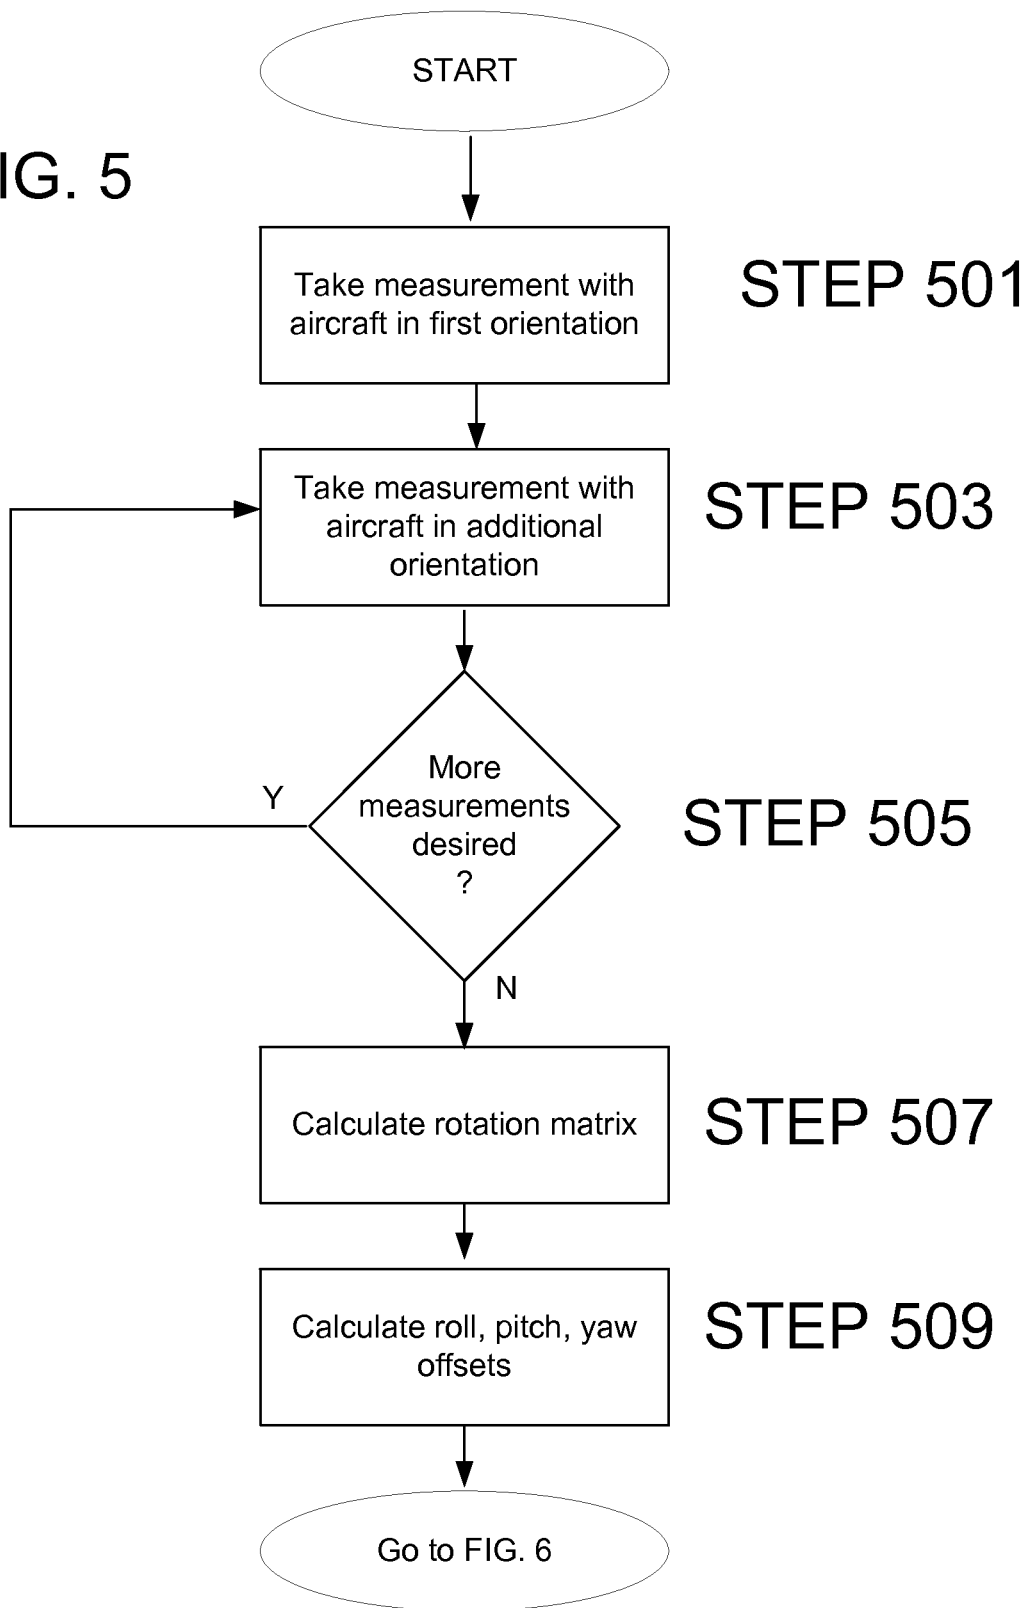 START
IG. 5
Take measurement with
aircraft in first orientation
STEP 501
Take measurement with
aircraft in additional
orientation
STEP 503
More
measurements
desired
?
Y
STEP 505
N
Calculate rotation matrix
STEP 507
Calculate roll, pitch, yaw
offsets
STEP 509
Go to FIG. 6